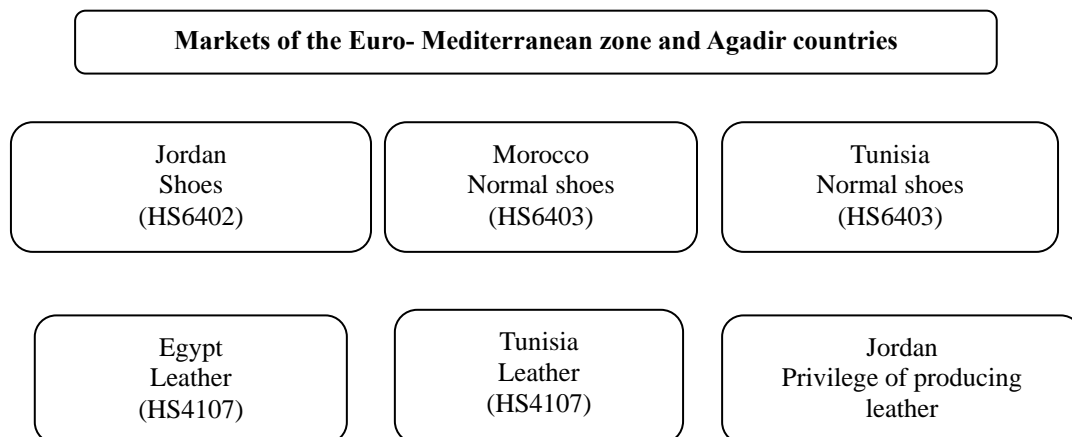 Markets of the Euro- Mediterranean zone and Agadir countries
Jordan
Shoes
(HS6402)
Morocco
Normal shoes
(HS6403)
Tunisia
Normal shoes
(HS6403)
Egypt
Leather
(HS4107)
Tunisia
Leather
(HS4107)
Jordan
Privilege of producing
leather